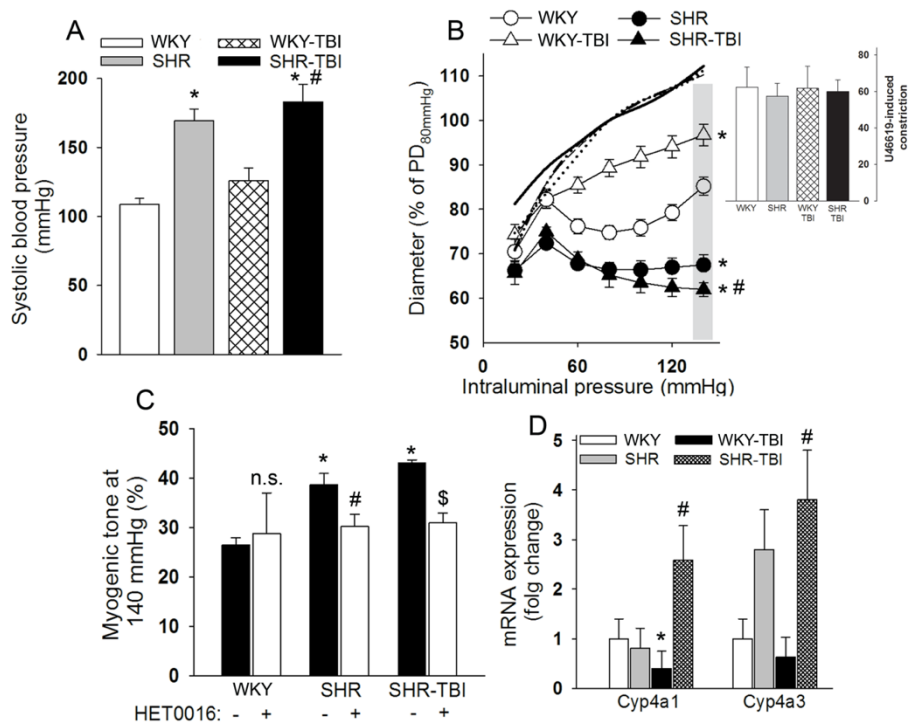 A
WKY WKY-TBI
SHR SHR-TBI
Systolic blood pressure
(mmHg)
200
150
100
50
0
*
* #
B
WKY SHR
WKY-TBI SHR-TBI
Diameter (% of PD80mmHg)
110
100
90
80
70
60
50
0 60 120
Intraluminal pressure (mmHg)
*
*
* #
80
60
40
20
0
U46619-induced
constriction
WKY SHR WKY TBI SHR TBI
C
Myogenic tone at
140 mmHg (%)
50
40
30
20
10
0
n.s.
*
#
*
$
WKY SHR SHR-TBI
HET0016: - + - + - +
D
WKY WKY-TBI
SHR SHR-TBI
mRNA expression
(folg change)
5
4
3
2
1
0
*
#
#
Cyp4a1 Cyp4a3